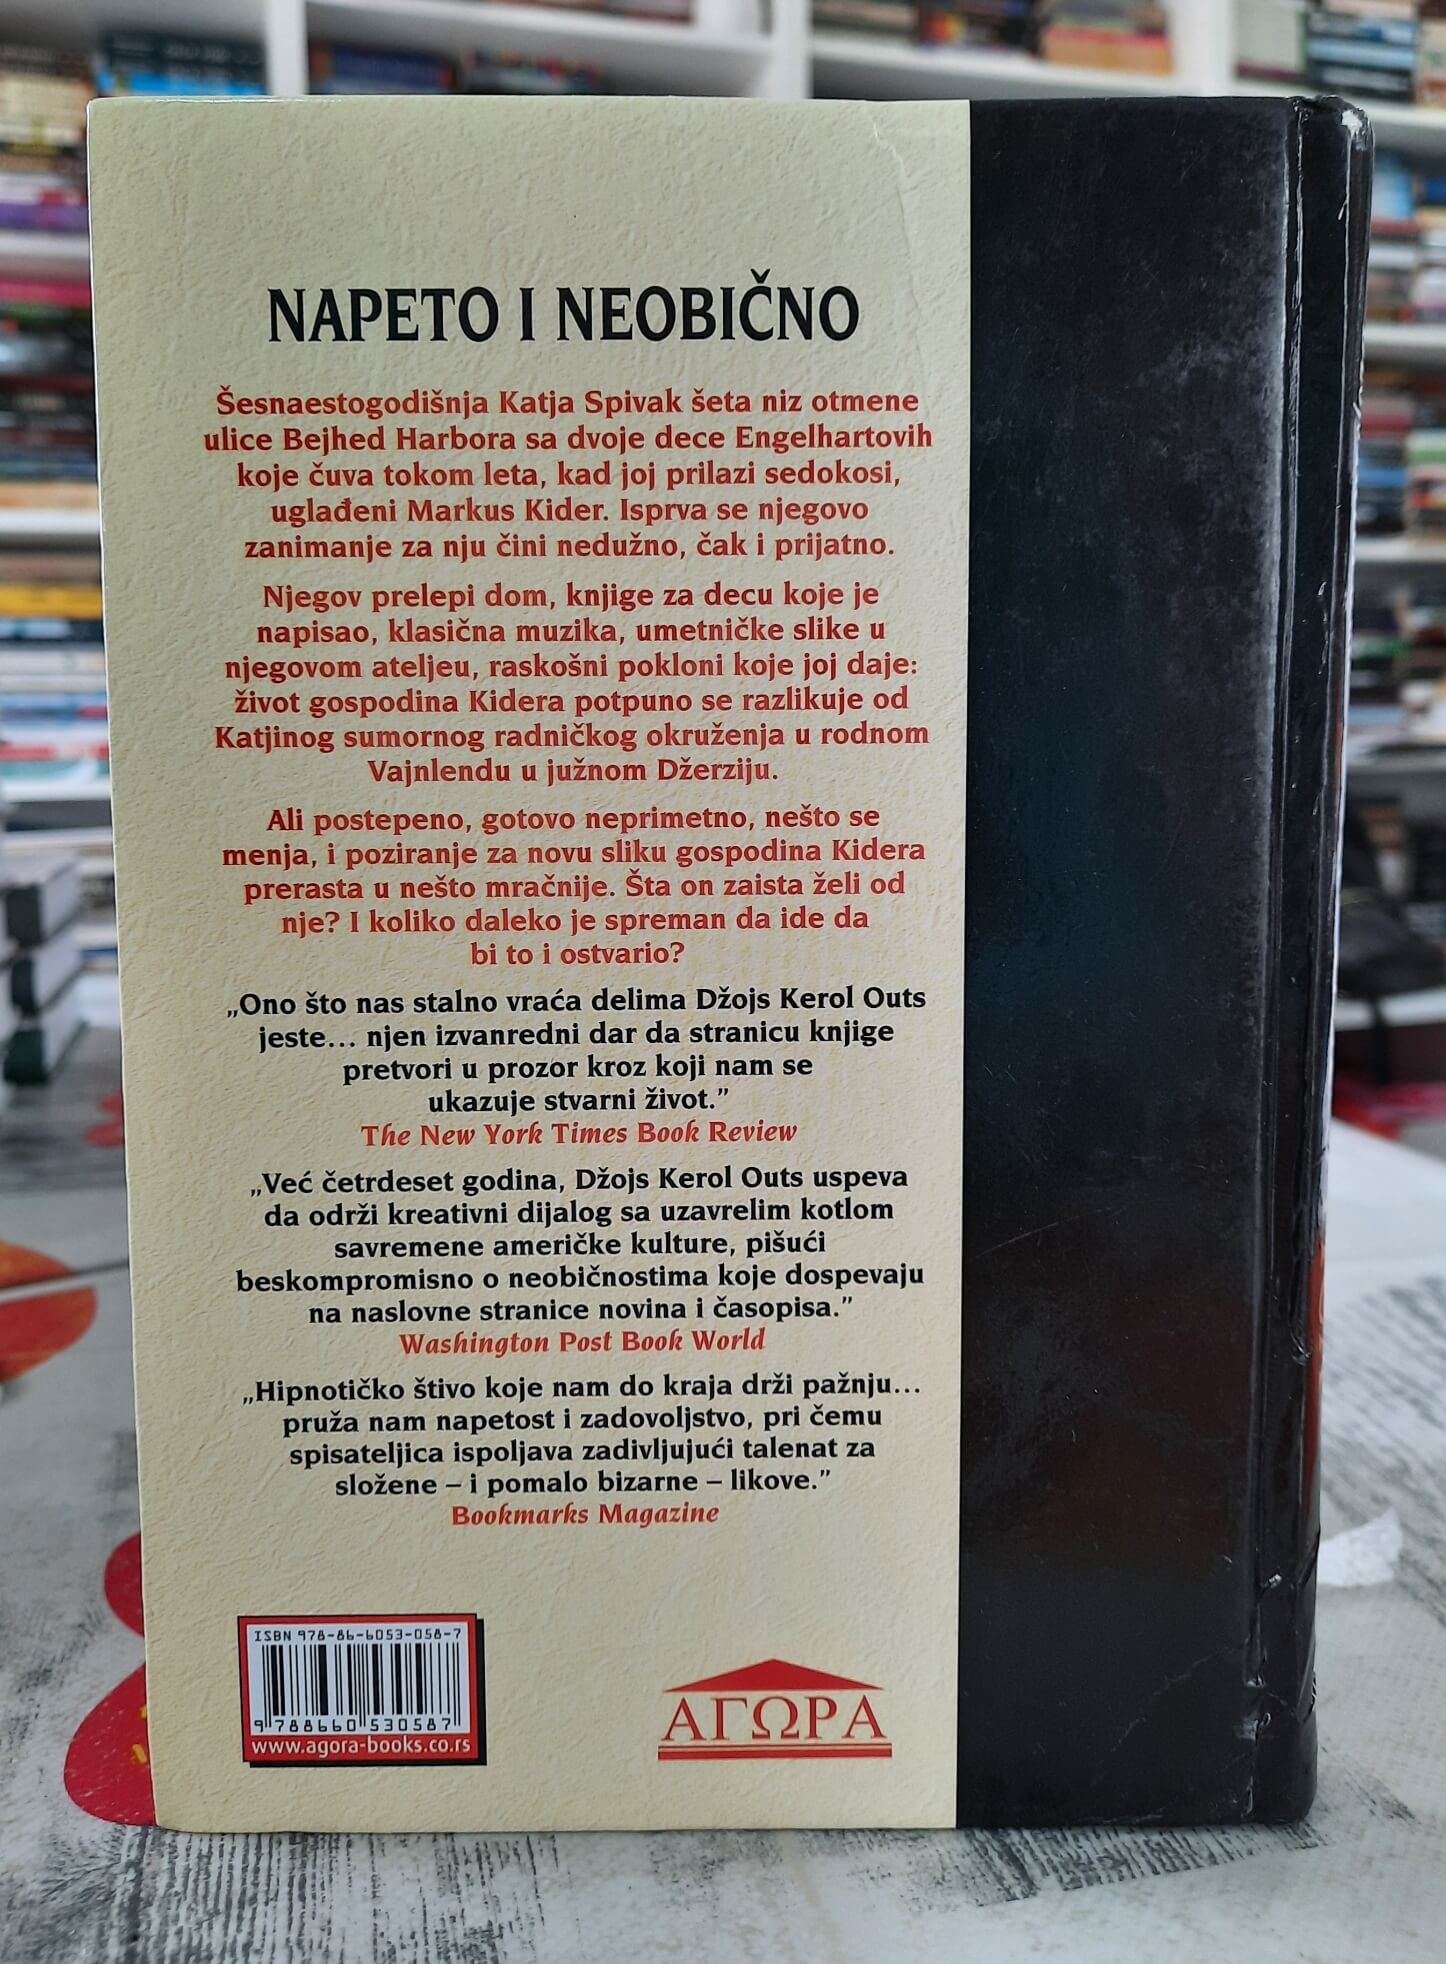 NAPETO I NEOBIČNO
Šesnaestogodišnja Katja Spivak šeta niz otmene
ulice Bejhed Harbora sa dvoje dece Engelhartovih
koje čuva tokom leta, kad joj prilazi sedokosi,
uglađeni Markus Kider. Isprva se njegovo
zanimanje za nju čini nedužno, čak i prijatno.
Njegov prelepi dom, knjige za decu koje je
napisao, klasična muzika, umetničke slike u
njegovom ateljeu, raskošni pokloni koje joj daje:
život gospodina Kidera potpuno se razlikuje od
Katjinog sumornog radničkog okruženja u rodnom
Vajnlendu u južnom Džerziju.
Ali postepeno, gotovo neprimetno, nešto se
menja, i poziranje za novu sliku gospodina Kidera
prerasta u nešto mračnije. Šta on zaista želi od
nje? I koliko daleko je spreman da ide da
bi to i ostvario?
„Ono što nas stalno vraća delima Džojs Kerol Outs
jeste... njen izvanredni dar da stranicu knjige
pretvori u prozor kroz koji nam se
ukazuje stvarni život.”
The New York Times Book Review
„Već četrdeset godina, Džojs Kerol Outs uspeva
da održi kreativni dijalog sa uzavrelim kotlom
savremene američke kulture, pišući
beskompromisno o neobičnostima koje dospevaju
na naslovne stranice novina i časopisa.”
Washington Post Book World
„Hipnotičko štivo koje nam do kraja drži pažnju...
pruža nam napetost i zadovoljstvo, pri čemu
spisateljica ispoljava zadivljujući talenat za
složene – i pomalo bizarne – likove.”
Bookmarks Magazine
ISBN 978-86-6053-058-7
9 788660 530587
www.agora-books.co.rs
ΑΓΩΡΑ